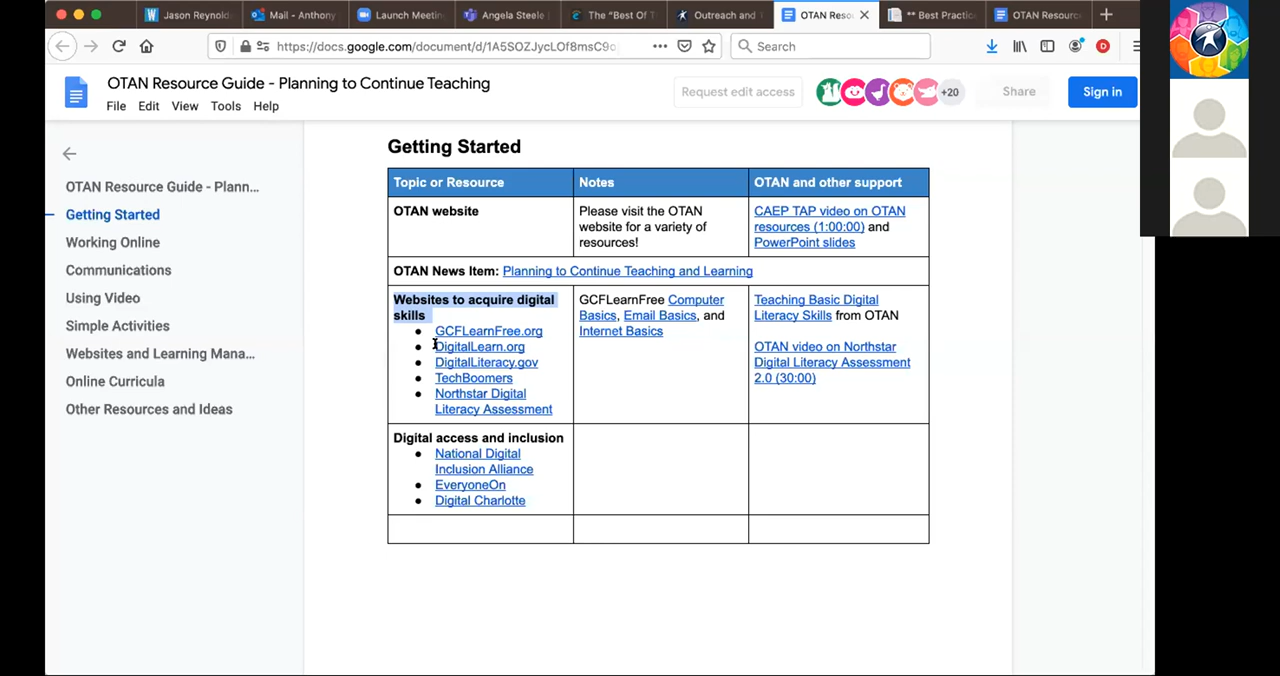 Jason Reynold
Mail - Anthony
Launch Meetin
Angela Steele
The "Best Of T
Outreach and
OTAN Reso
** Best Practic
OTAN Resourc
https://docs.google.com/document/d/1A5SOZJycLOf8msC9o
Search
OTAN Resource Guide - Planning to Continue Teaching
File Edit View Tools Help
Request edit access
+20
Share
Sign in
OTAN Resource Guide - Plann...
Getting Started
Working Online
Communications
Using Video
Simple Activities
Websites and Learning Mana...
Online Curricula
Other Resources and Ideas
Getting Started
Topic or Resource
Notes
OTAN and other support
OTAN website
Please visit the OTAN
website for a variety of
resources!
CAEP TAP video on OTAN
resources (1:00:00) and
PowerPoint slides
OTAN News Item: Planning to Continue Teaching and Learning
Websites to acquire digital
skills
GCFLearnFree.org
DigitalLearn.org
DigitalLiteracy.gov
TechBoomers
Northstar Digital
Literacy Assessment
GCFLearnFree Computer
Basics, Email Basics, and
Internet Basics
Teaching Basic Digital
Literacy Skills from OTAN
OTAN video on Northstar
Digital Literacy Assessment
2.0 (30:00)
Digital access and inclusion
National Digital
Inclusion Alliance
EveryoneOn
Digital Charlotte